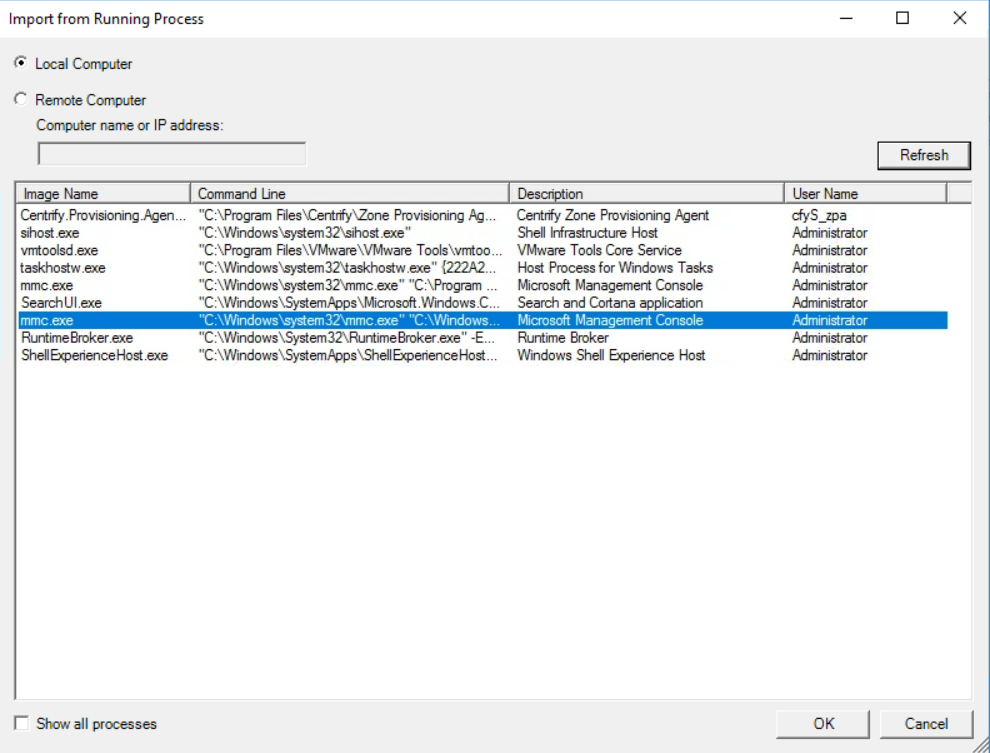 Import from Running Process
Local Computer
Remote Computer
Computer name or IP address:
Refresh
Image Name Command Line Description User Name
Centrify.Provisioning.Agen... "C:\Program Files\Centrify\Zone Provisioning Ag... Centrify Zone Provisioning Agent cfyS_zpa
sihost.exe "C:\Windows\system32\sihost.exe" Shell Infrastructure Host Administrator
vmtoolsd.exe "C:\Program Files\VMware\VMware Tools\vmtoo... VMware Tools Core Service Administrator
taskhostw.exe "C:\Windows\system32\taskhostw.exe" {222A2... Host Process for Windows Tasks Administrator
mmc.exe "C:\Windows\system32\mmc.exe" "C:\Program ... Microsoft Management Console Administrator
SearchUI.exe "C:\Windows\SystemApps\Microsoft.Windows.C... Search and Cortana application Administrator
mmc.exe "C:\Windows\system32\mmc.exe" "C:\Windows... Microsoft Management Console Administrator
RuntimeBroker.exe "C:\Windows\System32\RuntimeBroker.exe" -E... Runtime Broker Administrator
ShellExperienceHost.exe "C:\Windows\SystemApps\ShellExperienceHost... Windows Shell Experience Host Administrator
Show all processes
OK Cancel